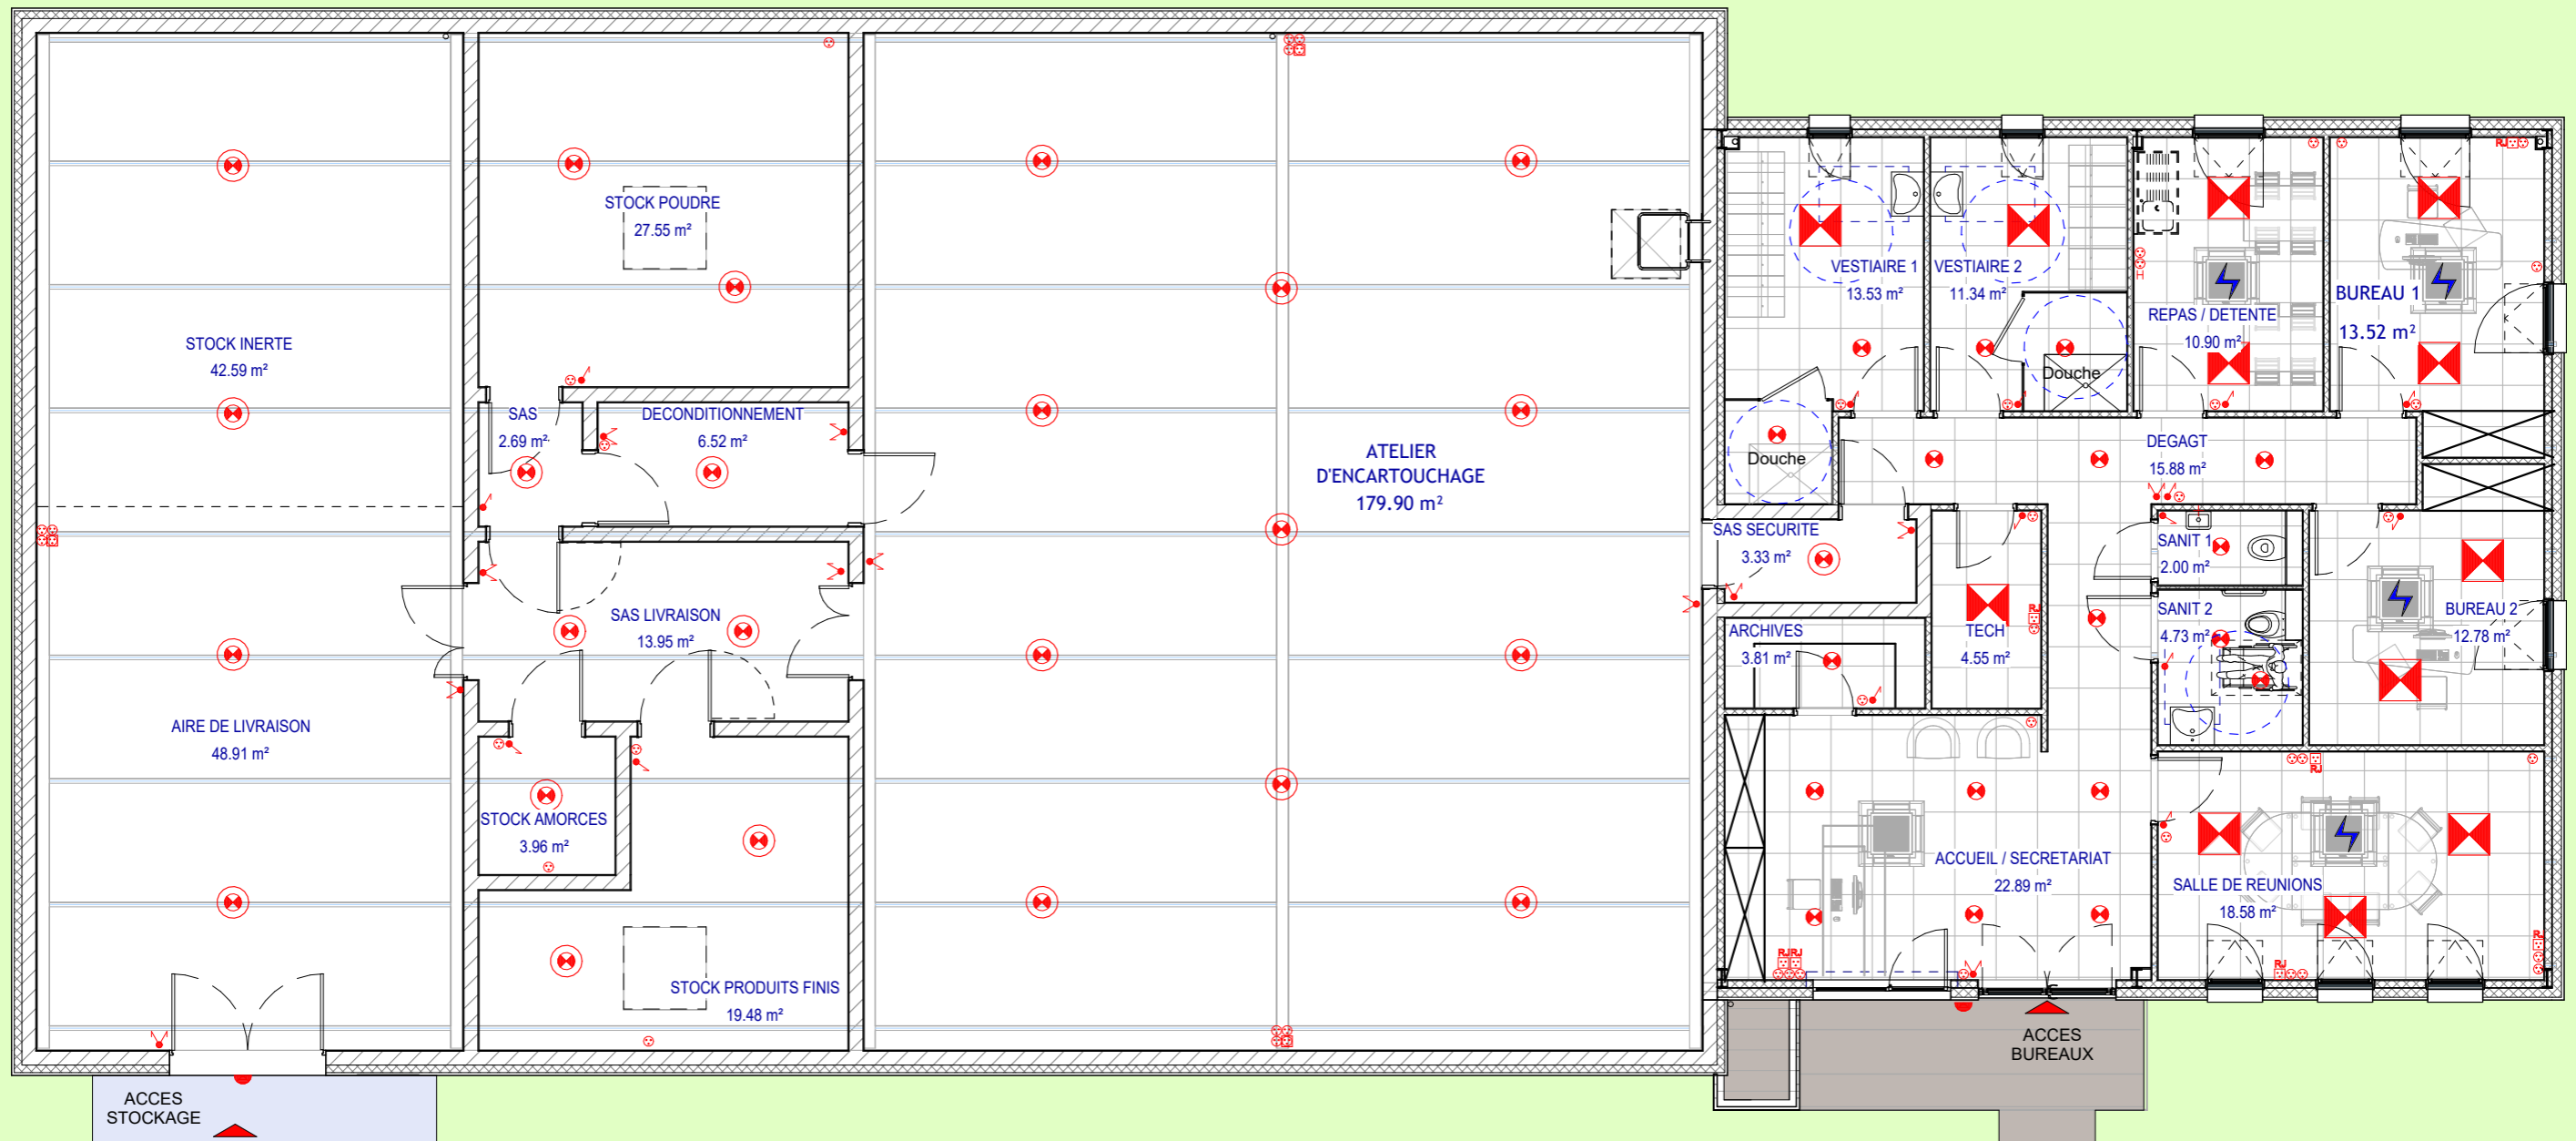 STOCK INERTE
42.59 m²
AIRE DE LIVRAISON
48.91 m²
ACCES
STOCKAGE
STOCK POUDRE
27.55 m²
SAS
2.69 m²
DECONDITIONNEMENT
6.52 m²
SAS LIVRAISON
13.95 m²
STOCK AMORCES
3.96 m²
STOCK PRODUITS FINIS
19.48 m²
ATELIER
D'ENCARTOUCHAGE
179.90 m²
VESTIAIRE 1
13.53 m²
Douche
VESTIAIRE 2
11.34 m²
Douche
REPAS / DETENTE
10.90 m²
RJ
BUREAU 1
13.52 m²
DEGAGT
15.88 m²
SAS SECURITE
3.33 m²
ARCHIVES
3.81 m²
TECH
4.55 m²
RJ
SANIT 1
2.00 m²
SANIT 2
4.73 m²
BUREAU 2
12.78 m²
ACCUEIL / SECRETARIAT
22.89 m²
RJRJ
RJ
SALLE DE REUNIONS
18.58 m²
RJ
RJ
ACCES
BUREAUX